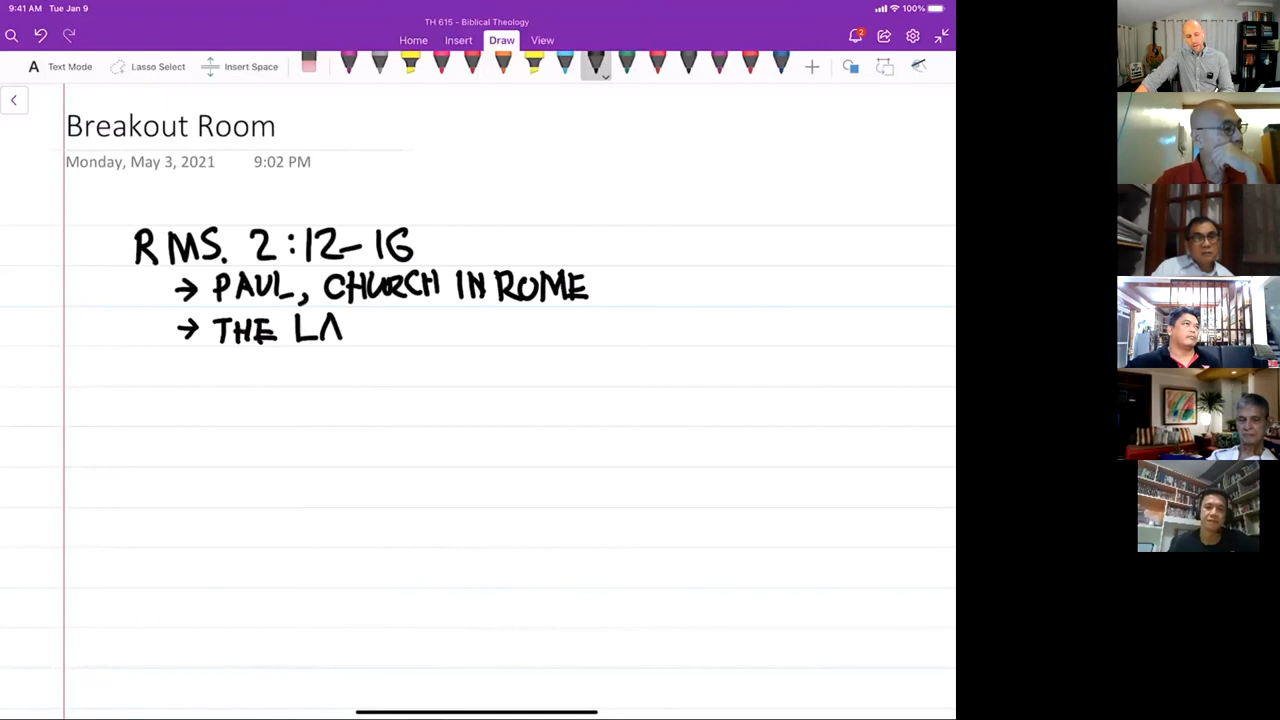 9:41 AM Tue Jan 9
100%
TH 615 - Biblical Theology
Home Insert Draw View
2
A Text Mode Lasso Select Insert Space
Breakout Room
Monday, May 3, 2021 9:02 PM
RMS. 2:12-16
→ PAUL, CHURCH IN ROME
→ THE LA